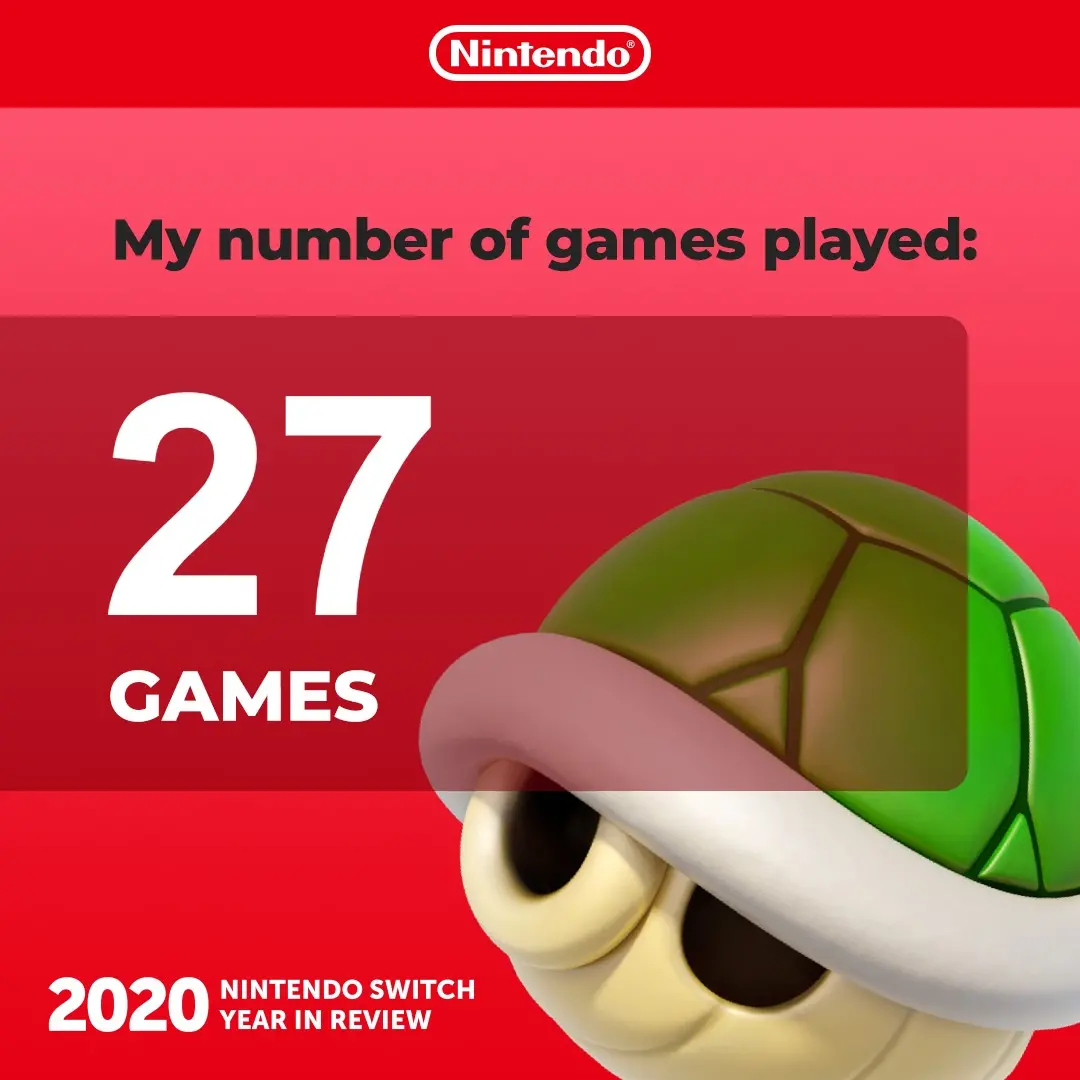 Nintendo®
My number of games played:
27
GAMES
2020 NINTENDO SWITCH
YEAR IN REVIEW